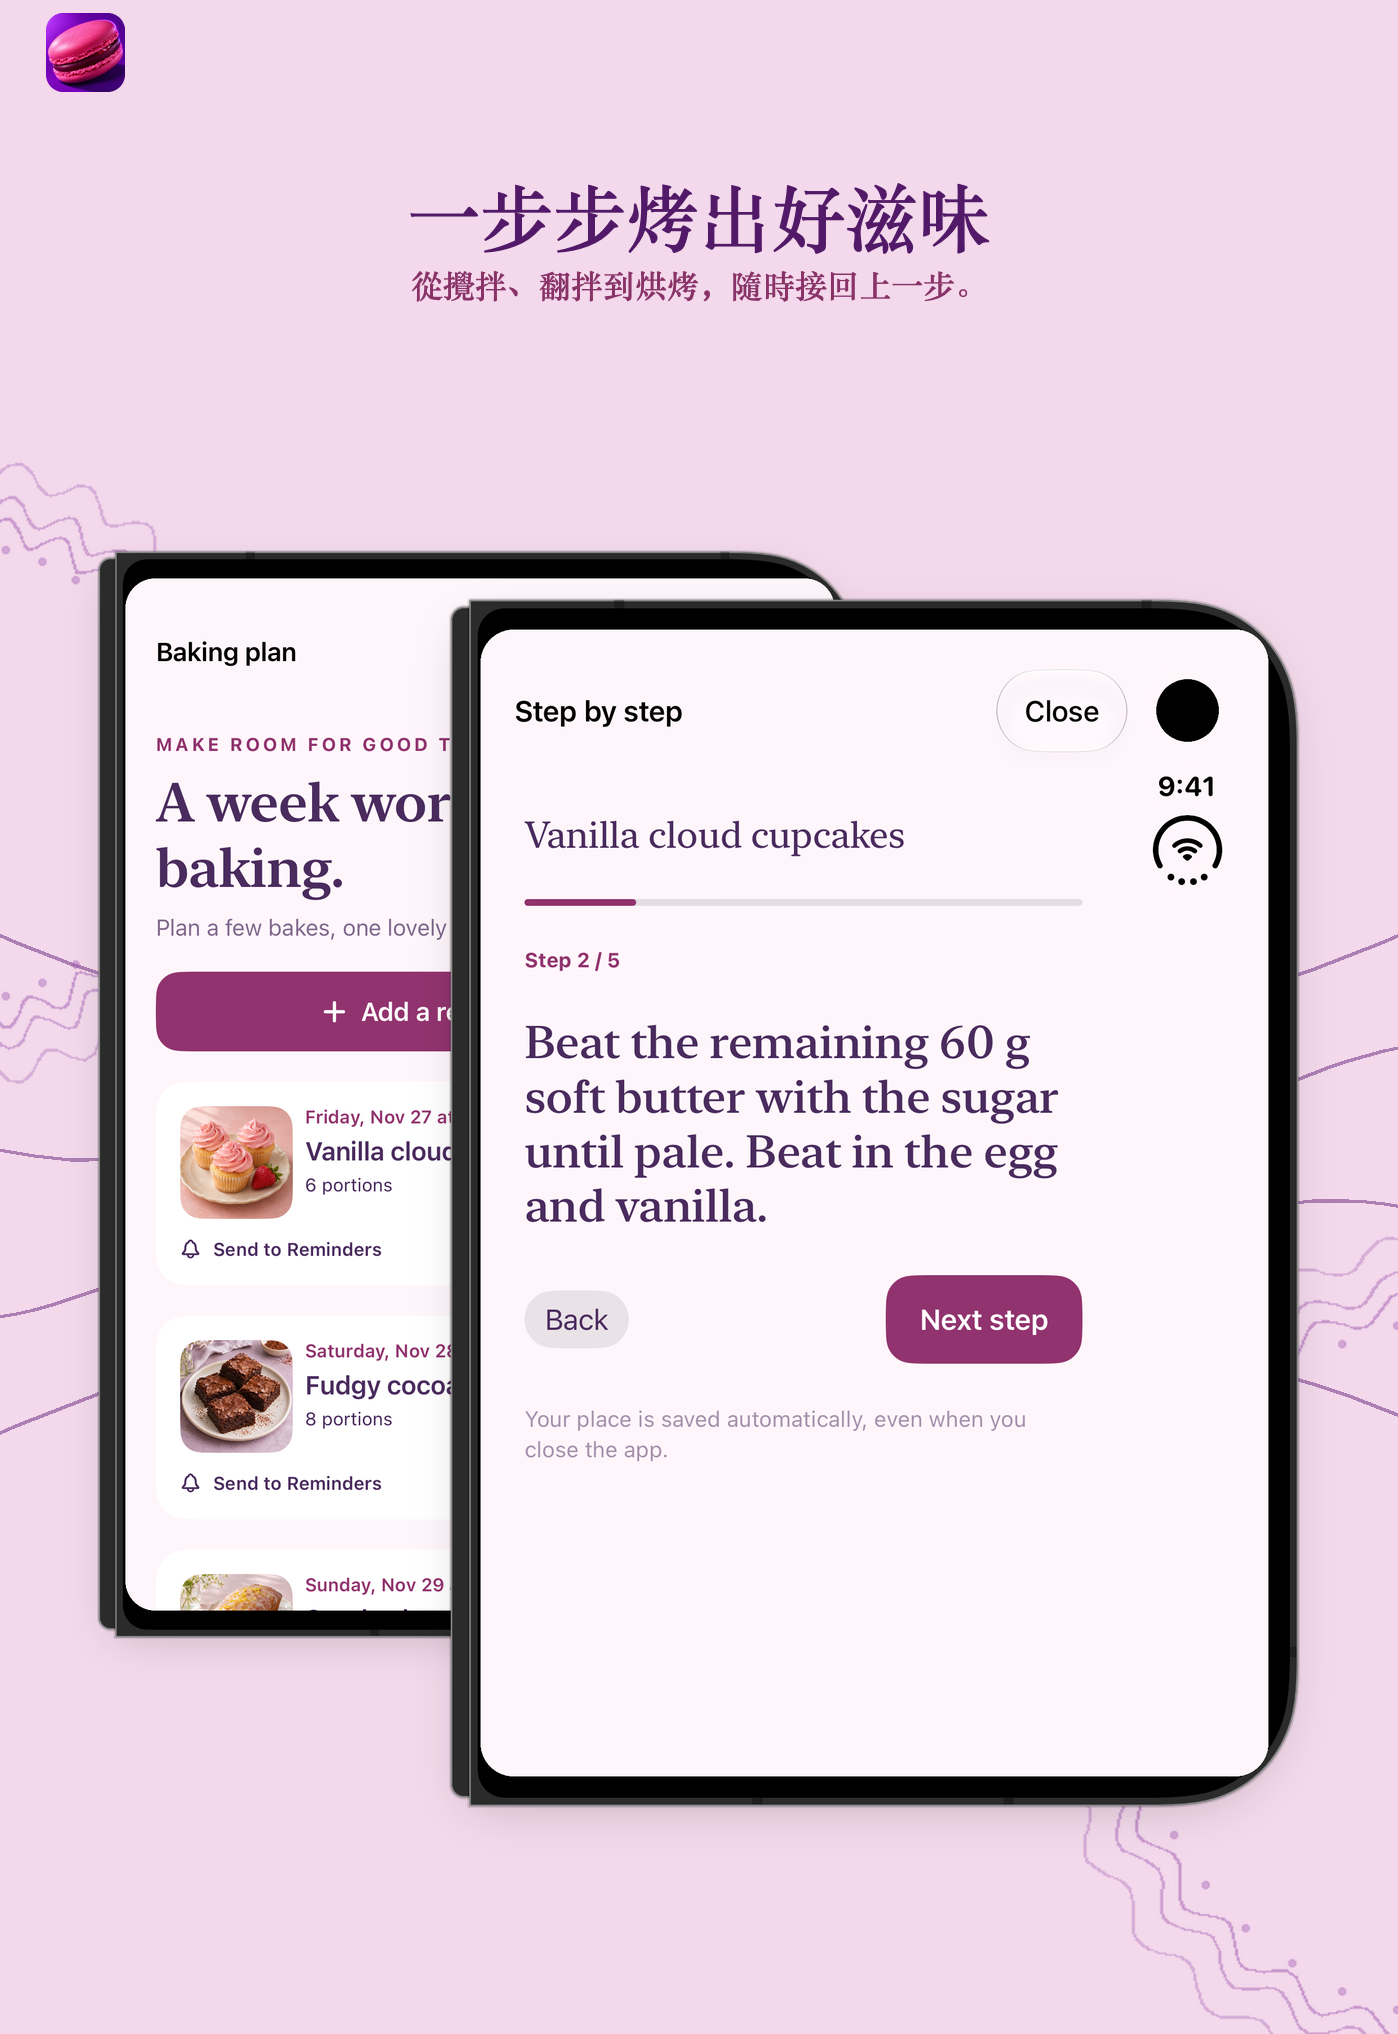 一步步烤出好滋味
從攪拌、翻拌到烘烤，隨時接回上一步。
Baking plan
MAKE ROOM FOR GOOD T
A week wor
baking.
Plan a few bakes, one lovely
+ Add a re
Friday, Nov 27 at
Vanilla cloud
6 portions
Send to Reminders
Saturday, Nov 28
Fudgy cocoa
8 portions
Send to Reminders
Sunday, Nov 29
Step by step
Close
9:41
Vanilla cloud cupcakes
Step 2 / 5
Beat the remaining 60 g
soft butter with the sugar
until pale. Beat in the egg
and vanilla.
Back
Next step
Your place is saved automatically, even when you
close the app.